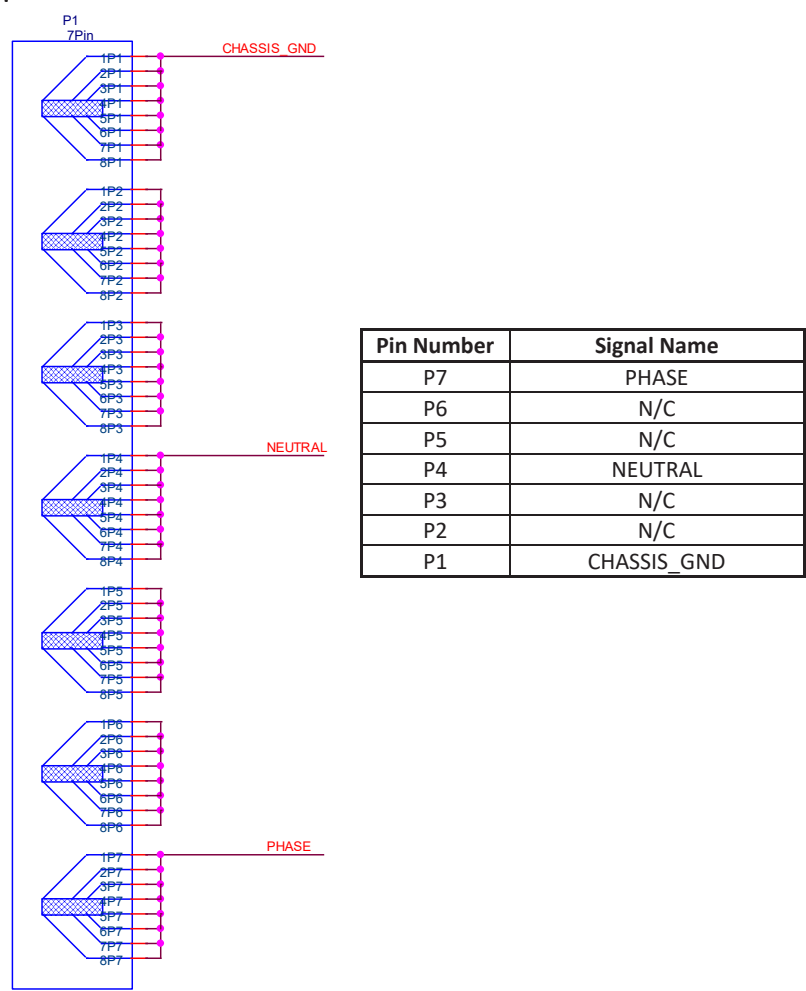 P1
7Pin
CHASSIS_GND
1P1
2P1
3P1
4P1
5P1
6P1
7P1
8P1
1P2
2P2
3P2
4P2
5P2
6P2
7P2
8P2
1P3
2P3
3P3
4P3
5P3
6P3
7P3
8P3
NEUTRAL
1P4
2P4
3P4
4P4
5P4
6P4
7P4
8P4
1P5
2P5
3P5
4P5
5P5
6P5
7P5
8P5
1P6
2P6
3P6
4P6
5P6
6P6
7P6
8P6
PHASE
1P7
2P7
3P7
4P7
5P7
6P7
7P7
8P7
Pin Number Signal Name
P7 PHASE
P6 N/C
P5 N/C
P4 NEUTRAL
P3 N/C
P2 N/C
P1 CHASSIS_GND